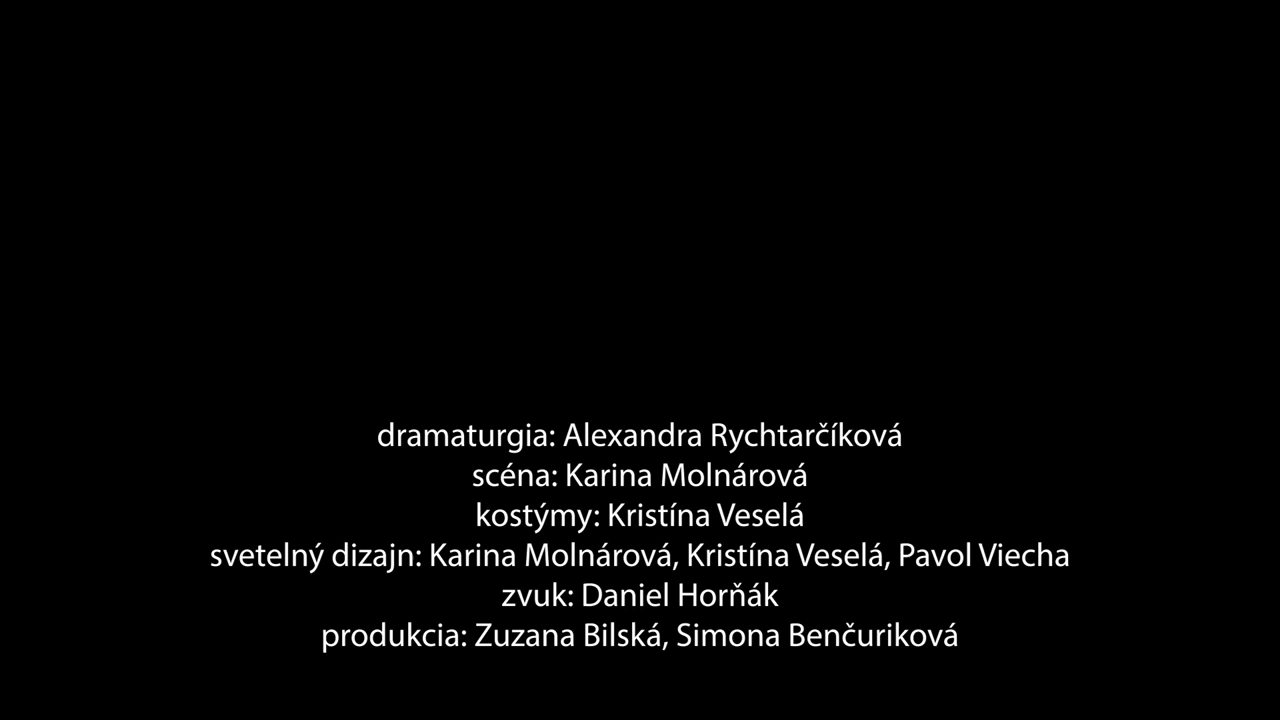 dramaturgia: Alexandra Rychtarčíková
scéna: Karina Molnárová
kostýmy: Kristína Veselá
svetelný dizajn: Karina Molnárová, Kristína Veselá, Pavol Viecha
zvuk: Daniel Horňák
produkcia: Zuzana Bilská, Simona Benčuriková